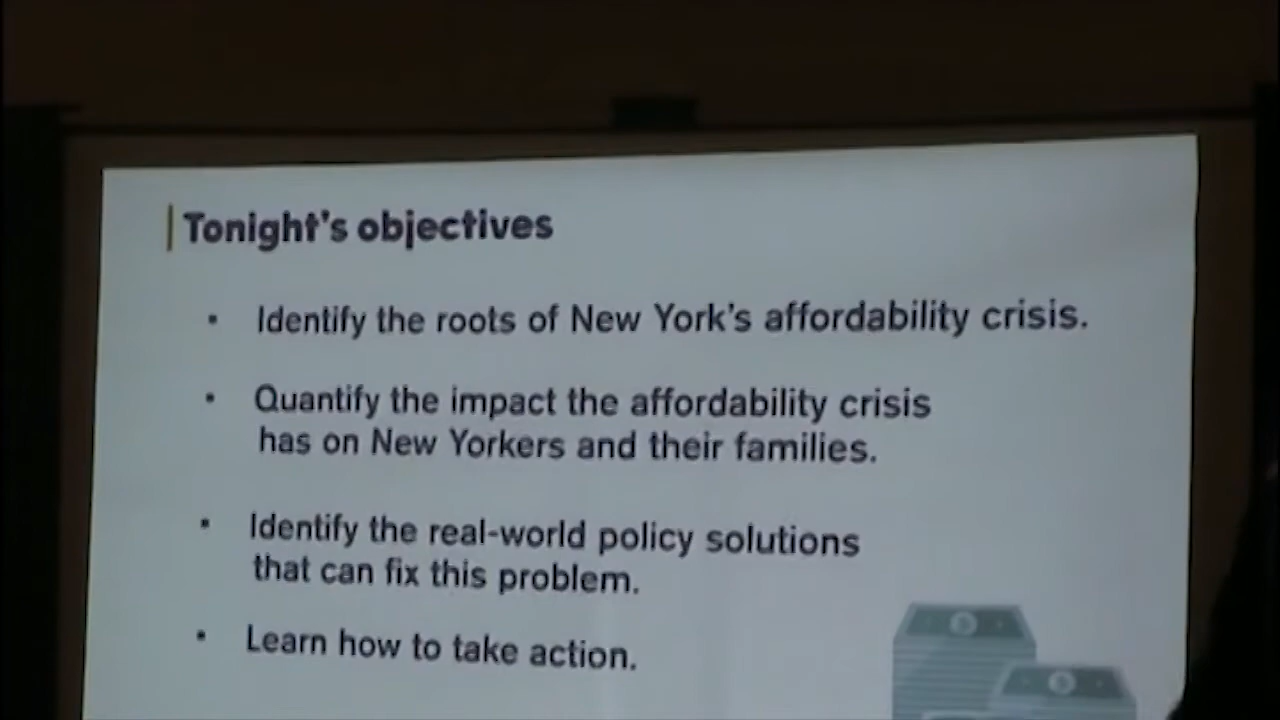 Tonight's objectives
• Identify the roots of New York's affordability crisis.
• Quantify the impact the affordability crisis
has on New Yorkers and their families.
• Identify the real-world policy solutions
that can fix this problem.
• Learn how to take action.